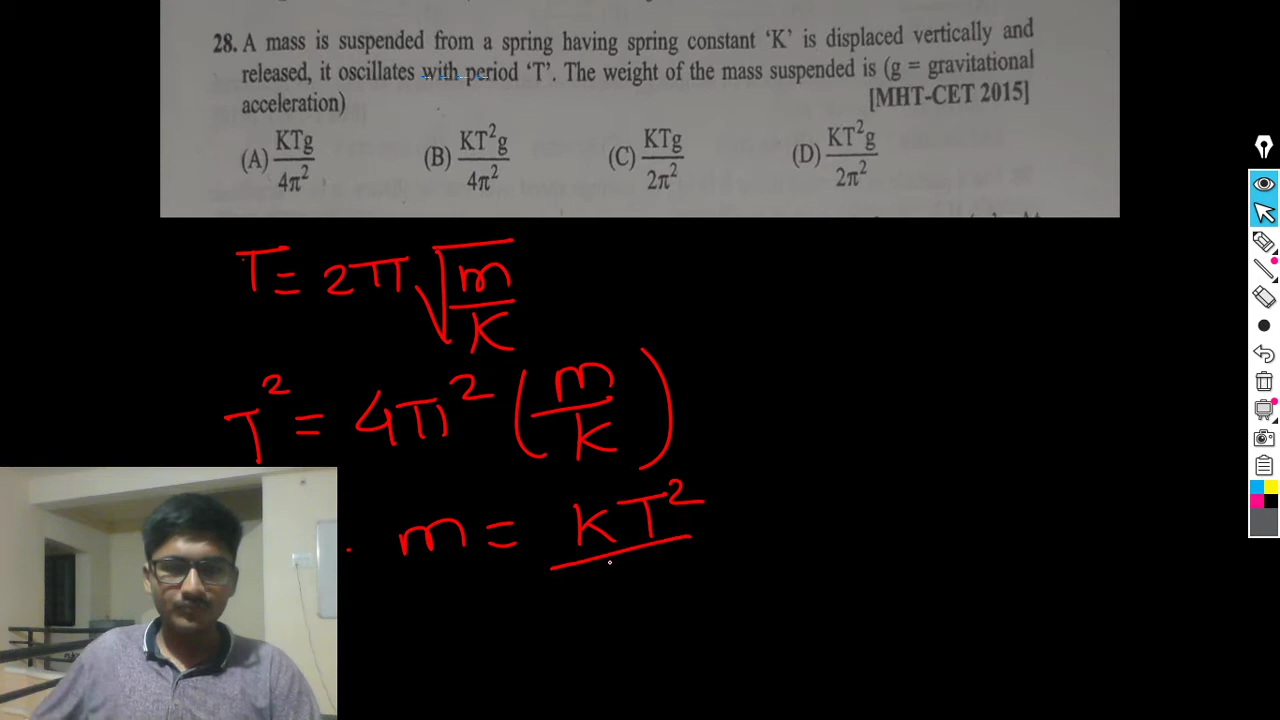 28. A mass is suspended from a spring having spring constant ‘K’ is displaced vertically and
released, it oscillates with period ‘T’. The weight of the mass suspended is (g = gravitational
acceleration) [MHT-CET 2015]
(A) KTg/4π² (B) KT²g/4π² (C) KTg/2π² (D) KT²g/2π²
T = 2π√(m/K)
T² = 4π² (m/K)
m = KT²